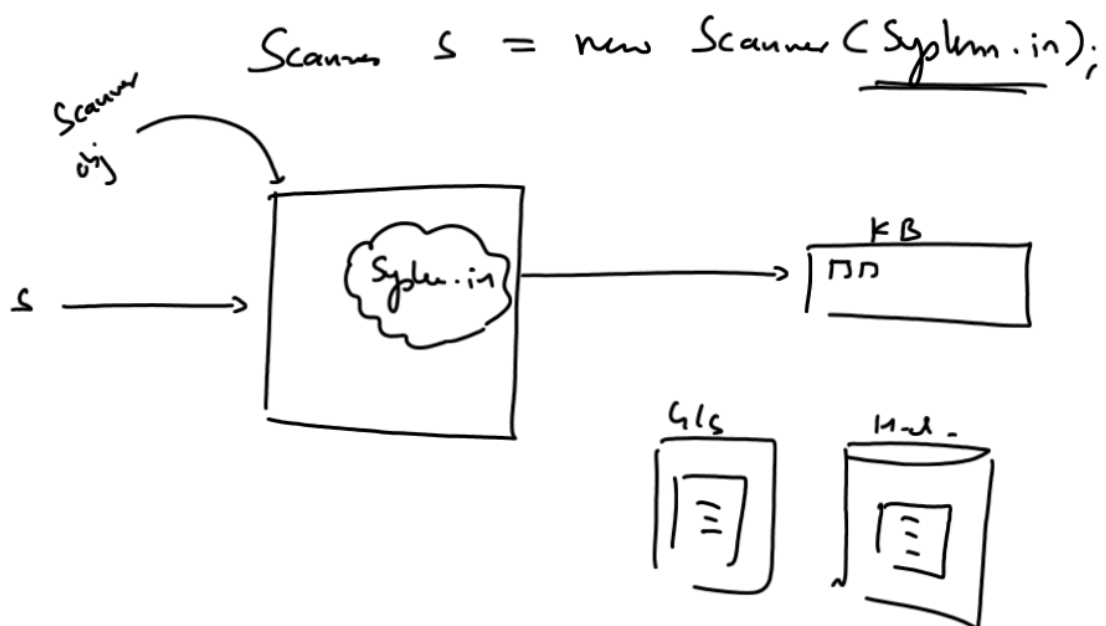 Scanner s = new Scanner(System.in);
Scanner
obj
System.in
s
KB